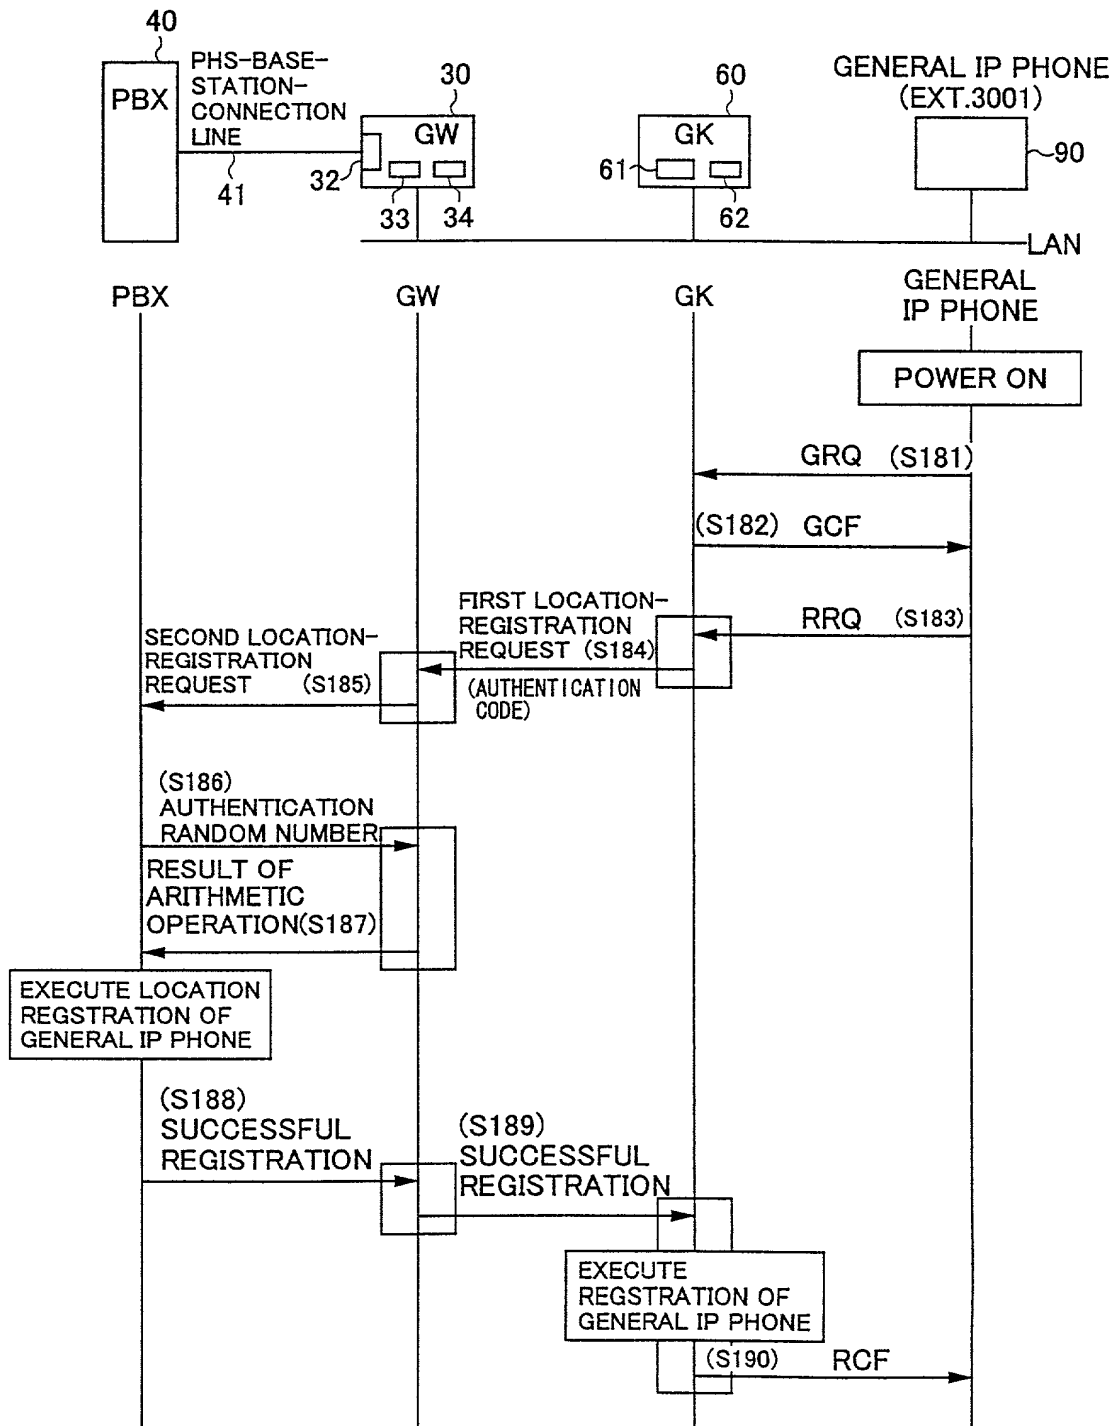 40
PHS-BASE-
STATION-
CONNECTION
LINE
PBX
30
GW
60
GK
GENERAL IP PHONE
(EXT.3001)
32
33
34
61
62
90
41
LAN
PBX
GW
GK
GENERAL
IP PHONE
POWER ON
GRQ (S181)
(S182) GCF
RRQ (S183)
FIRST LOCATION-
REGISTRATION
REQUEST (S184)
(AUTHENTICATION
CODE)
SECOND LOCATION-
REGISTRATION
REQUEST (S185)
(S186)
AUTHENTICATION
RANDOM NUMBER
RESULT OF
ARITHMETIC
OPERATION(S187)
EXECUTE LOCATION
REGSTRATION OF
GENERAL IP PHONE
(S188)
SUCCESSFUL
REGISTRATION
(S189)
SUCCESSFUL
REGISTRATION
EXECUTE
REGSTRATION OF
GENERAL IP PHONE
(S190) RCF